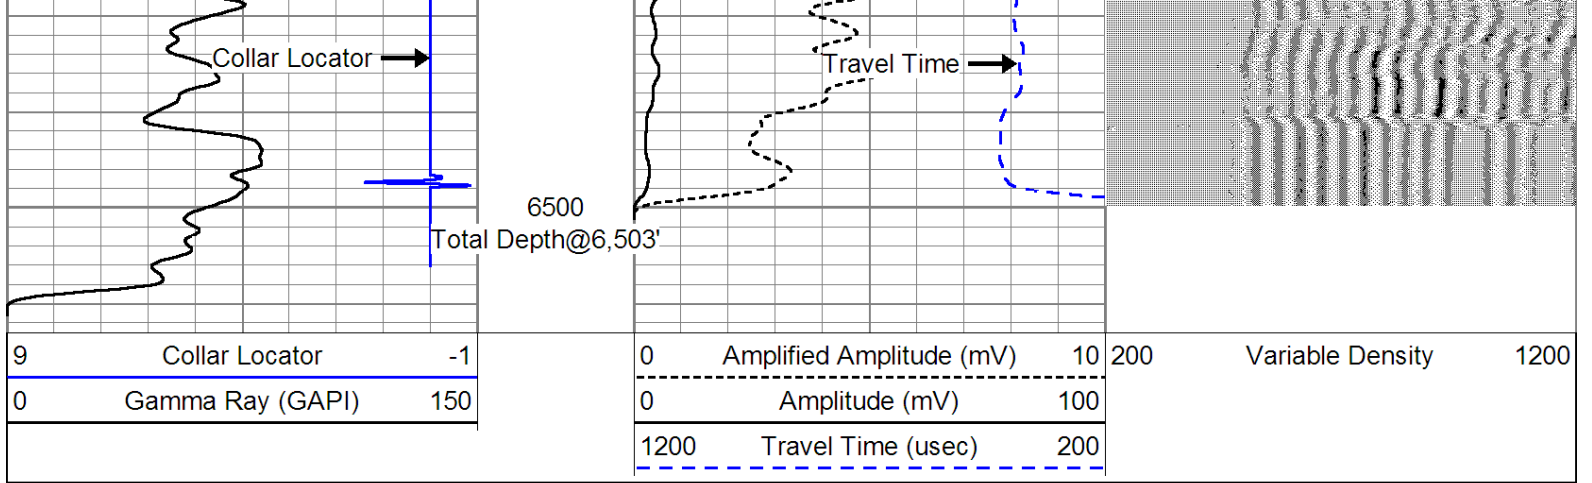 Collar Locator
Travel Time
6500
Total Depth@6,503'
9 Collar Locator -1
0 Amplified Amplitude (mV) 10
200 Variable Density 1200
0 Gamma Ray (GAPI) 150
0 Amplitude (mV) 100
1200 Travel Time (usec) 200